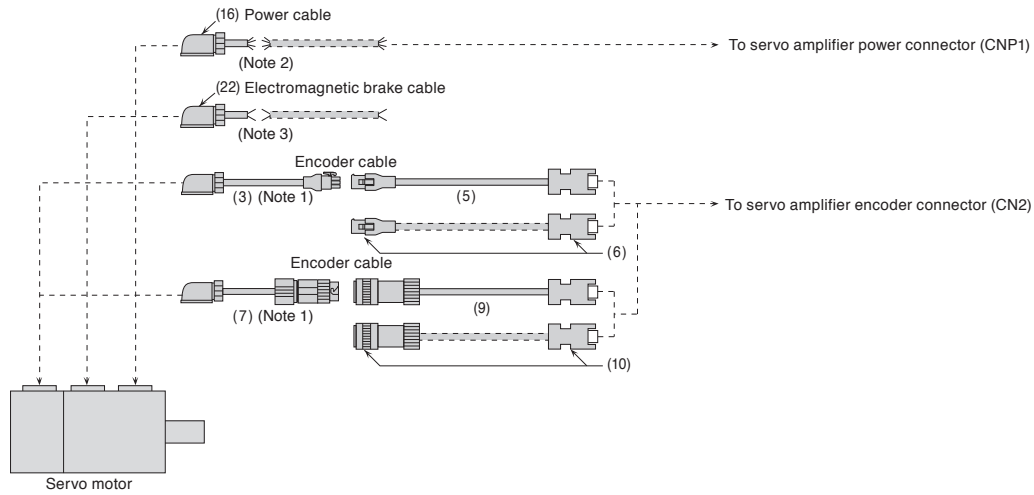 (16) Power cable
To servo amplifier power connector (CNP1)
(Note 2)
(22) Electromagnetic brake cable
(Note 3)
Encoder cable
(3) (Note 1)
(5)
To servo amplifier encoder connector (CN2)
(6)
Encoder cable
(7) (Note 1)
(9)
(10)
Servo motor